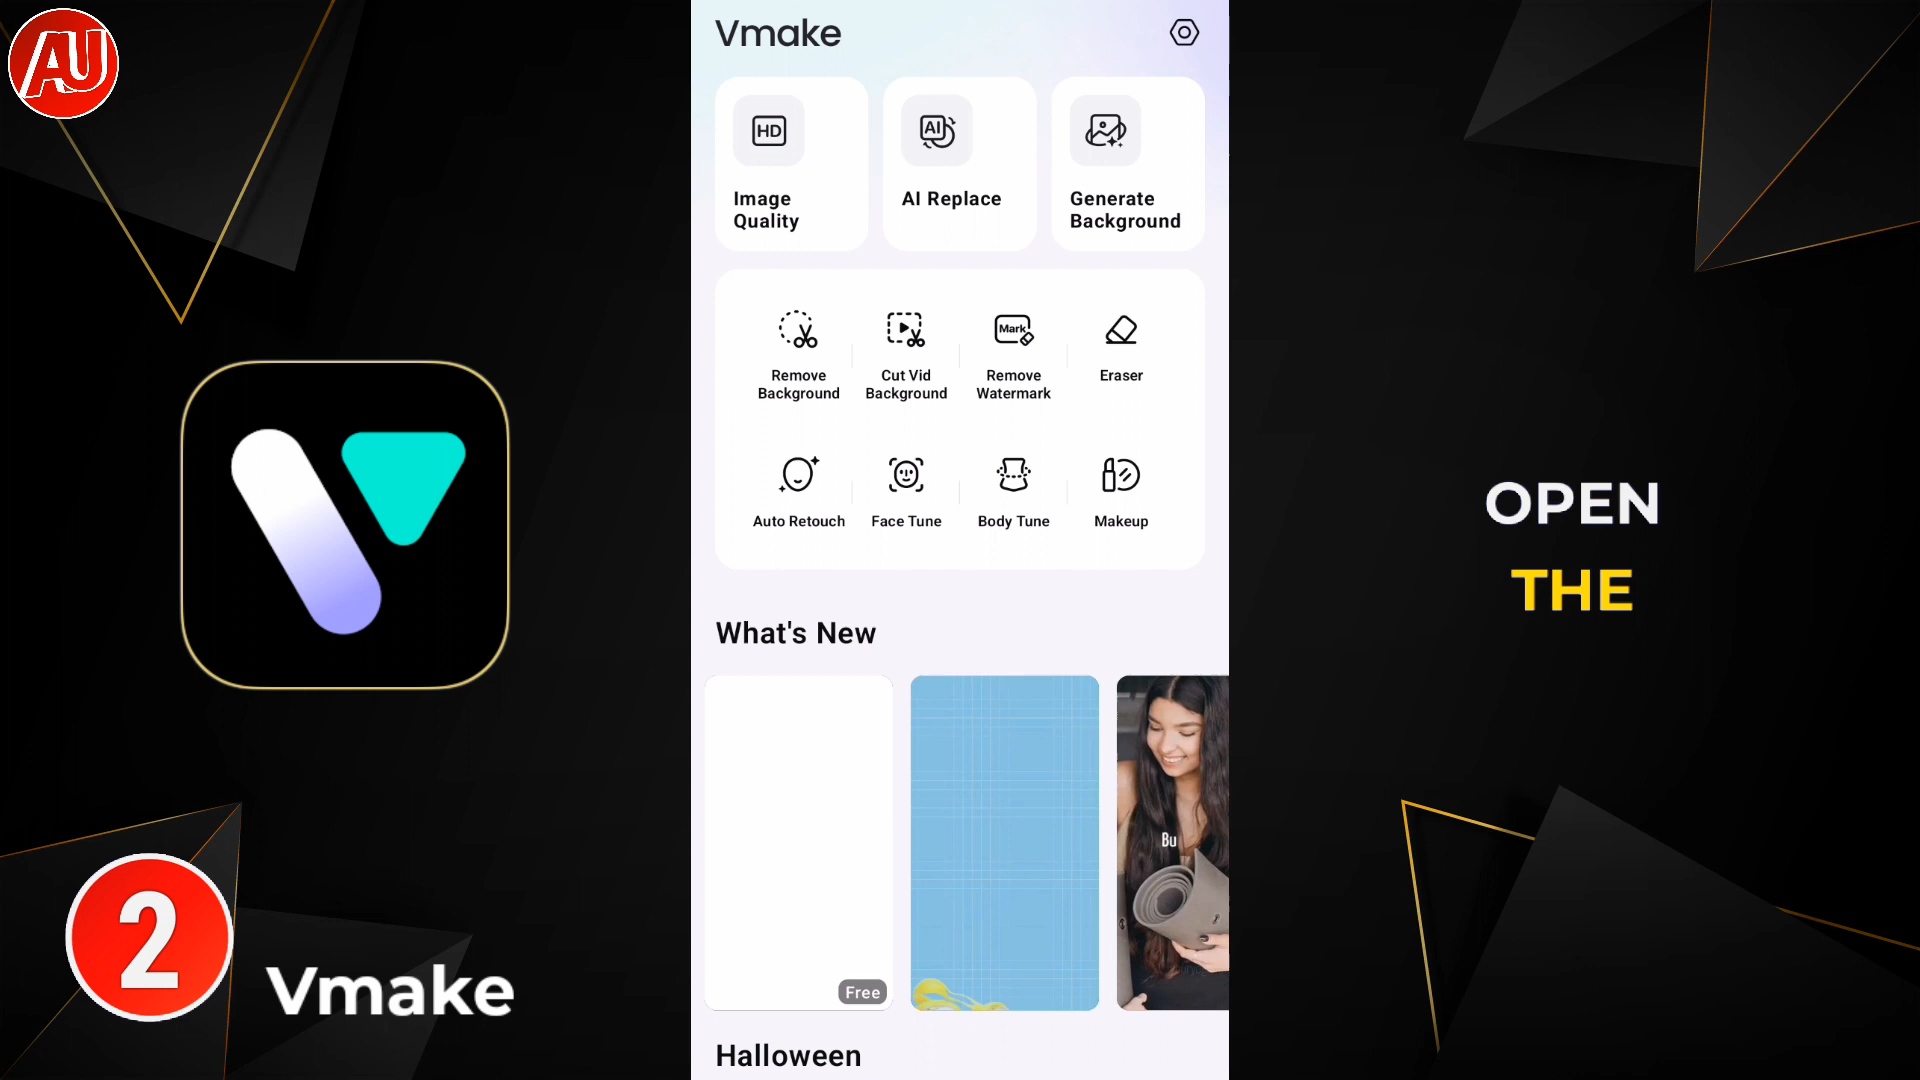 AU
Vmake
HD
AI
Image
Quality
AI Replace
Generate
Background
Mark
Remove
Background
Cut Vid
Background
Remove
Watermark
Eraser
Auto Retouch
Face Tune
Body Tune
Makeup
What's New
Bu
Free
Halloween
2
Vmake
OPEN
THE